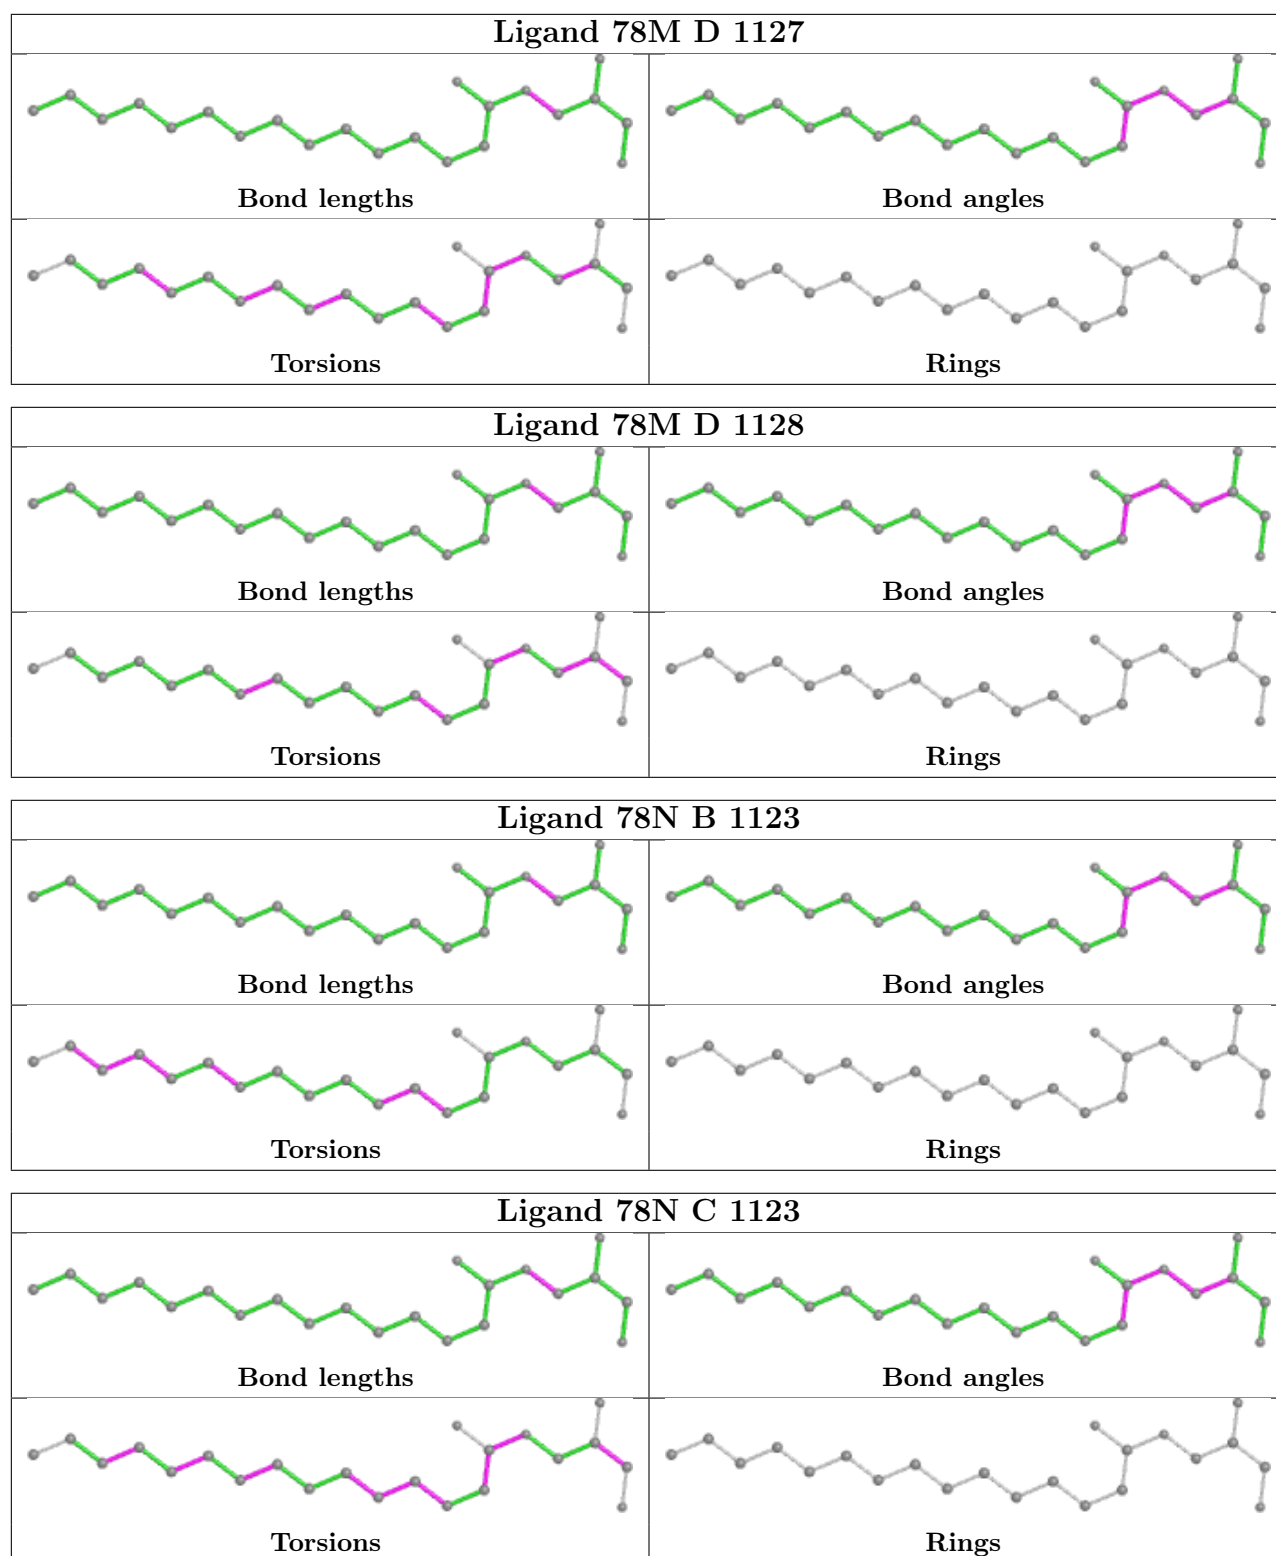 Ligand 78M D 1127
Bond lengths Bond angles
Torsions Rings
Ligand 78M D 1128
Bond lengths Bond angles
Torsions Rings
Ligand 78N B 1123
Bond lengths Bond angles
Torsions Rings
Ligand 78N C 1123
Bond lengths Bond angles
Torsions Rings